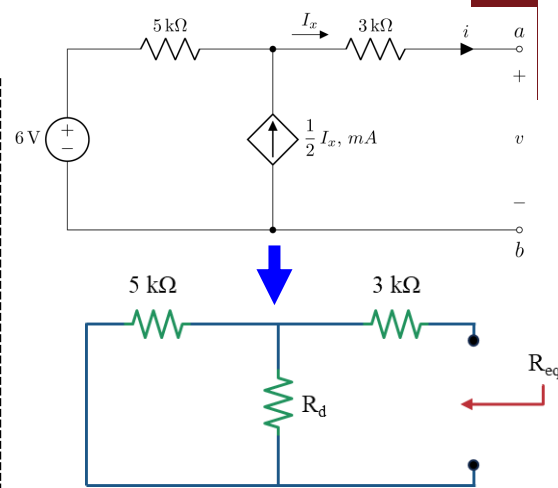 5 kΩ
I_x
3 kΩ
i
a
+
6 V
+
−
1/2 I_x, mA
v
−
b
5 kΩ
3 kΩ
R_d
R_eq